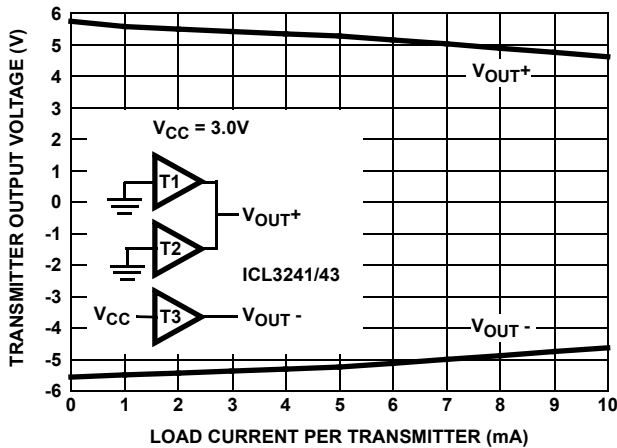 TRANSMITTER OUTPUT VOLTAGE (V)
6
5
4
3
2
1
0
-1
-2
-3
-4
-5
-6
VOUT+
VCC = 3.0V
T1
VOUT+
T2
ICL3241/43
VCC
T3
VOUT -
VOUT -
0 1 2 3 4 5 6 7 8 9 10
LOAD CURRENT PER TRANSMITTER (mA)